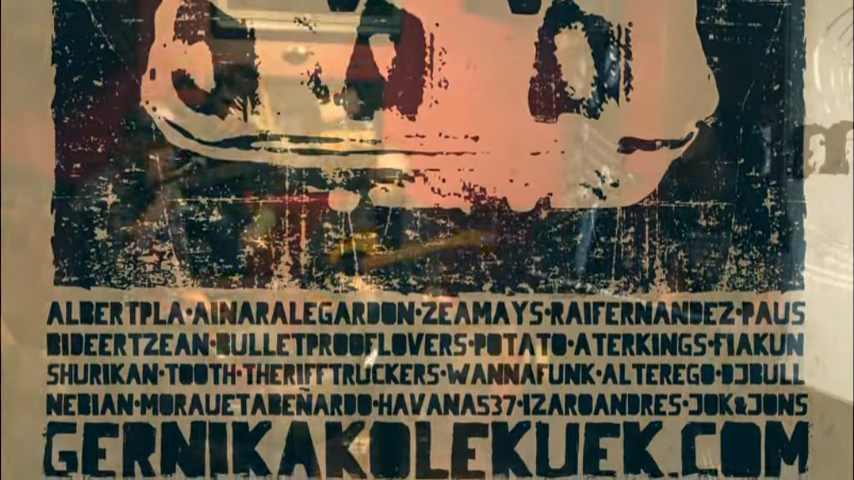 ALBERTPLA·AINARALEGARDON·ZEAMAYS·RAIFERNANDEZ·PAUS
BIDEERTZEAN·BULLETPROOFLOVERS·POTATO·ATERKINGS·FIAKUN
SHURIKAN·TOOTH·THERIFFTRUCKERS·WANNAFUNK·ALTEREGO·DJBULL
NEBIAN·MORAUETABEÑARDO·HAVANA537·IZAROANDRES·JOK&JONS
GERNIKAKOLEKUEK.COM